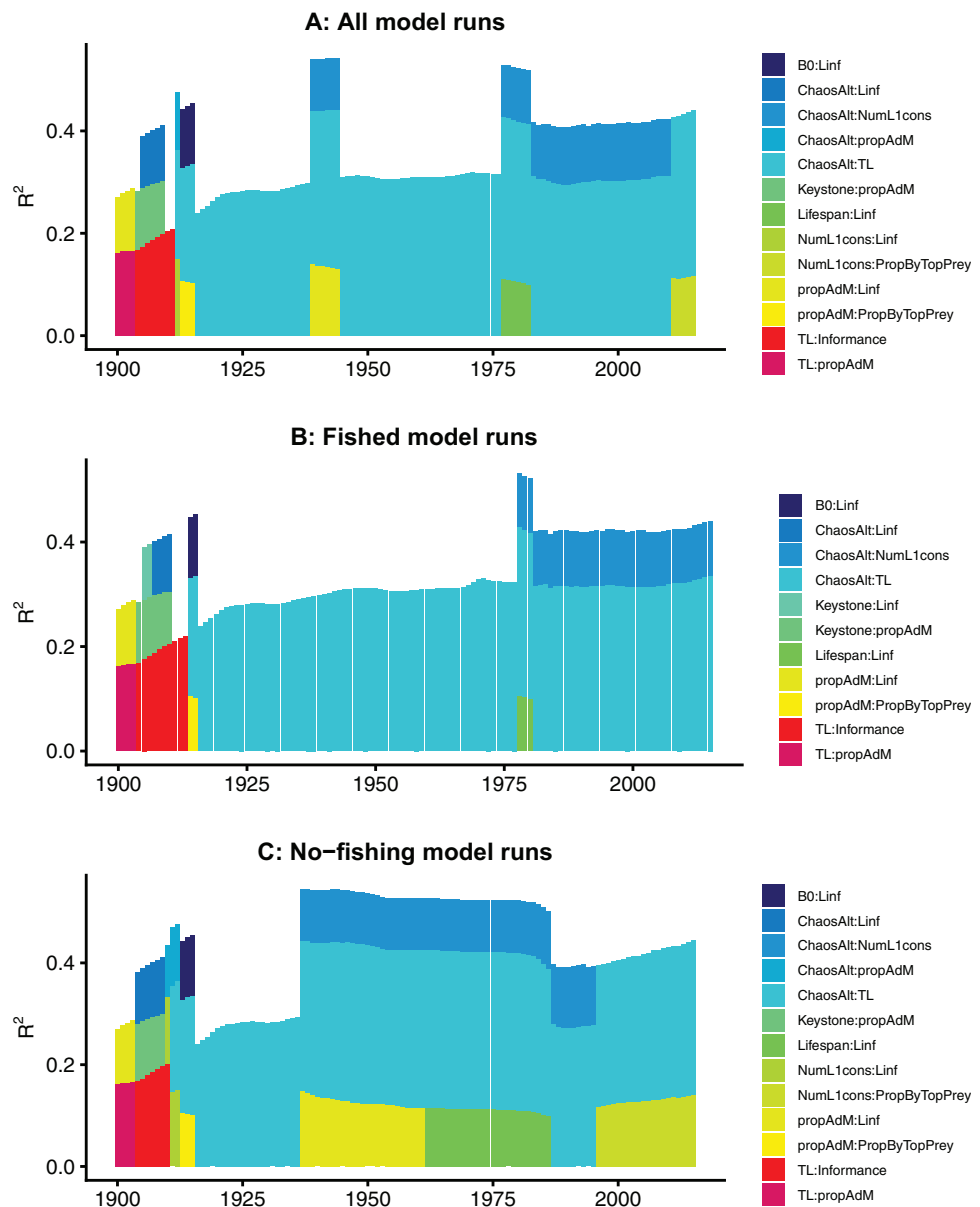 A: All model runs
R²
0.4
0.2
0.0
1900 1925 1950 1975 2000
B0:Linf
ChaosAlt:Linf
ChaosAlt:NumL1cons
ChaosAlt:propAdM
ChaosAlt:TL
Keystone:propAdM
Lifespan:Linf
NumL1cons:Linf
NumL1cons:PropByTopPrey
propAdM:Linf
propAdM:PropByTopPrey
TL:Informance
TL:propAdM
B: Fished model runs
R²
0.4
0.2
0.0
1900 1925 1950 1975 2000
B0:Linf
ChaosAlt:Linf
ChaosAlt:NumL1cons
ChaosAlt:TL
Keystone:Linf
Keystone:propAdM
Lifespan:Linf
propAdM:Linf
propAdM:PropByTopPrey
TL:Informance
TL:propAdM
C: No−fishing model runs
R²
0.4
0.2
0.0
1900 1925 1950 1975 2000
B0:Linf
ChaosAlt:Linf
ChaosAlt:NumL1cons
ChaosAlt:propAdM
ChaosAlt:TL
Keystone:propAdM
Lifespan:Linf
NumL1cons:Linf
NumL1cons:PropByTopPrey
propAdM:Linf
propAdM:PropByTopPrey
TL:Informance
TL:propAdM